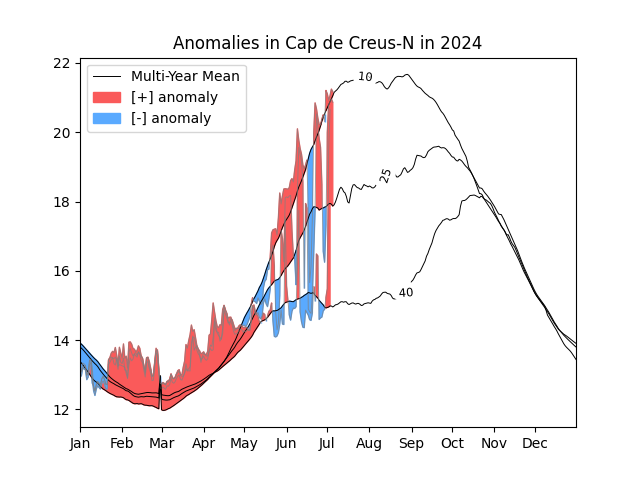 Anomalies in Cap de Creus-N in 2024
22
20
18
16
14
12
Multi-Year Mean
[+] anomaly
[-] anomaly
10
25
40
Jan Feb Mar Apr May Jun Jul Aug Sep Oct Nov Dec